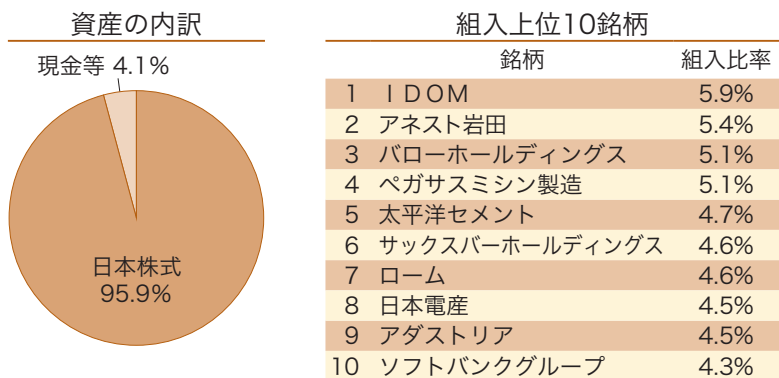 資産の内訳
現金等 4.1%
日本株式
95.9%
組入上位10銘柄
銘柄 組入比率
1 ＩＤＯＭ 5.9%
2 アネスト岩田 5.4%
3 バローホールディングス 5.1%
4 ペガサスミシン製造 5.1%
5 太平洋セメント 4.7%
6 サックスバーホールディングス 4.6%
7 ローム 4.6%
8 日本電産 4.5%
9 アダストリア 4.5%
10 ソフトバンクグループ 4.3%